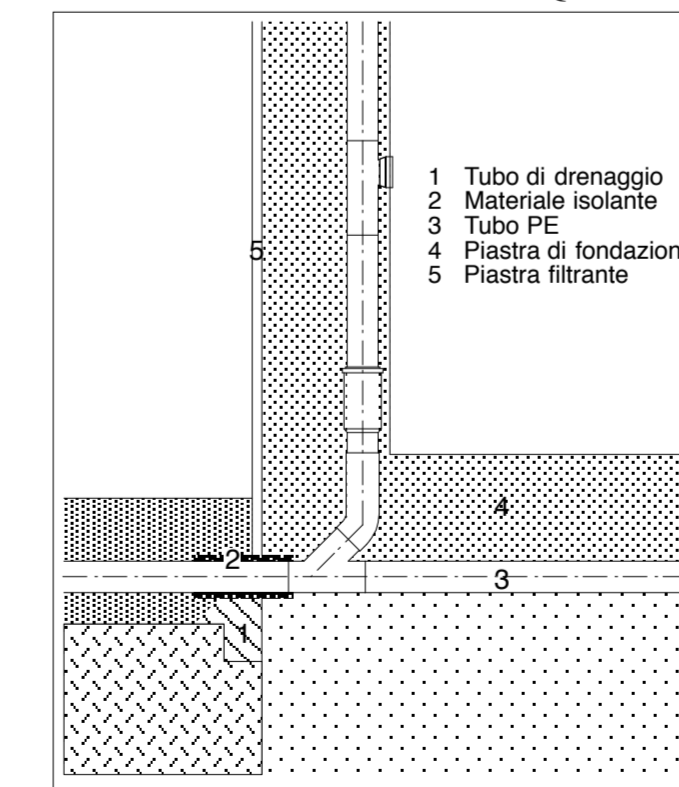 1 Tubo di drenaggio
2 Materiale isolante
3 Tubo PE
4 Piastra di fondazion
5 Piastra filtrante
5
4
2
3
1